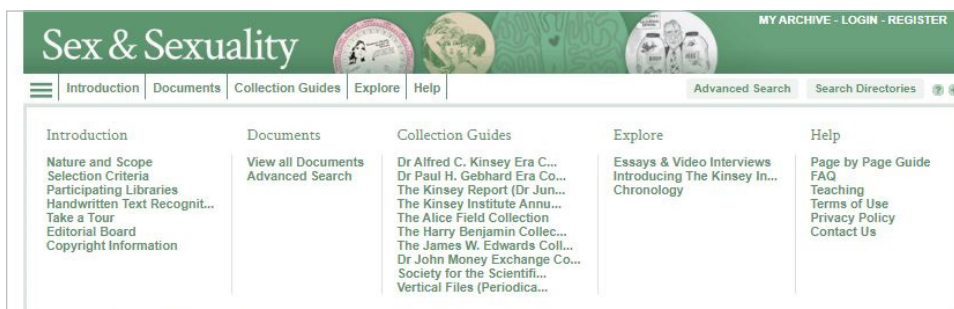 MY ARCHIVE - LOGIN - REGISTER
Sex & Sexuality
Introduction Documents Collection Guides Explore Help Advanced Search Search Directories ?
Introduction
Nature and Scope
Selection Criteria
Participating Libraries
Handwritten Text Recognit...
Take a Tour
Editorial Board
Copyright Information
Documents
View all Documents
Advanced Search
Collection Guides
Dr Alfred C. Kinsey Era C...
Dr Paul H. Gebhard Era Co...
The Kinsey Report (Dr Jun...
The Kinsey Institute Annu...
The Alice Field Collection
The Harry Benjamin Collec...
The James W. Edwards Coll...
Dr John Money Exchange Co...
Society for the Scientifi...
Vertical Files (Periodica...
Explore
Essays & Video Interviews
Introducing The Kinsey In...
Chronology
Help
Page by Page Guide
FAQ
Teaching
Terms of Use
Privacy Policy
Contact Us